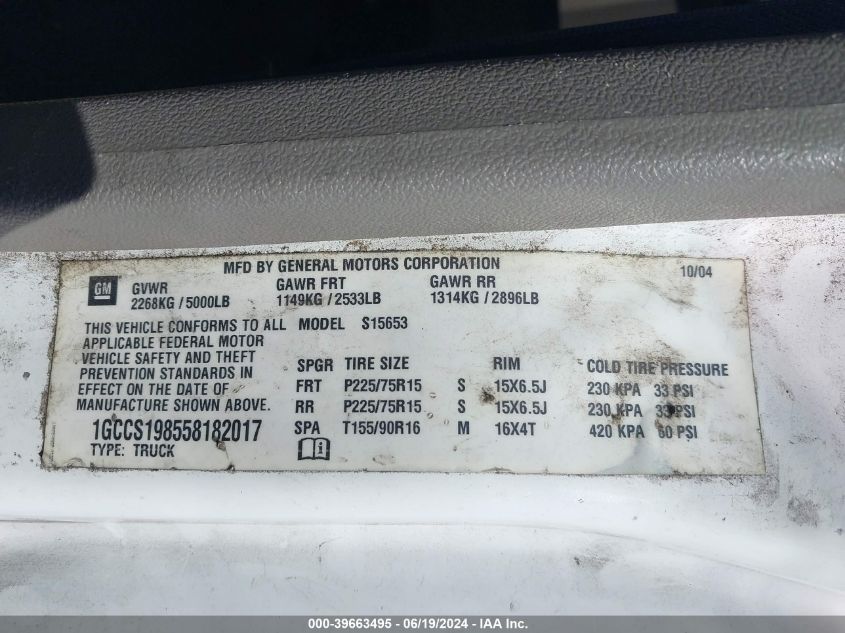 MFD BY GENERAL MOTORS CORPORATION 10/04
GM GVWR GAWR FRT GAWR RR
2268KG / 5000LB 1149KG / 2533LB 1314KG / 2896LB
THIS VEHICLE CONFORMS TO ALL MODEL S15653
APPLICABLE FEDERAL MOTOR
VEHICLE SAFETY AND THEFT SPGR TIRE SIZE RIM COLD TIRE PRESSURE
PREVENTION STANDARDS IN
EFFECT ON THE DATE OF FRT P225/75R15 S 15X6.5J 230 KPA 33 PSI
MANUFACTURE SHOWN ABOVE. RR P225/75R15 S 15X6.5J 230 KPA 33 PSI
1GCCS198558182017 SPA T155/90R16 M 16X4T 420 KPA 60 PSI
TYPE: TRUCK
000-39663495 - 06/19/2024 - IAA Inc.